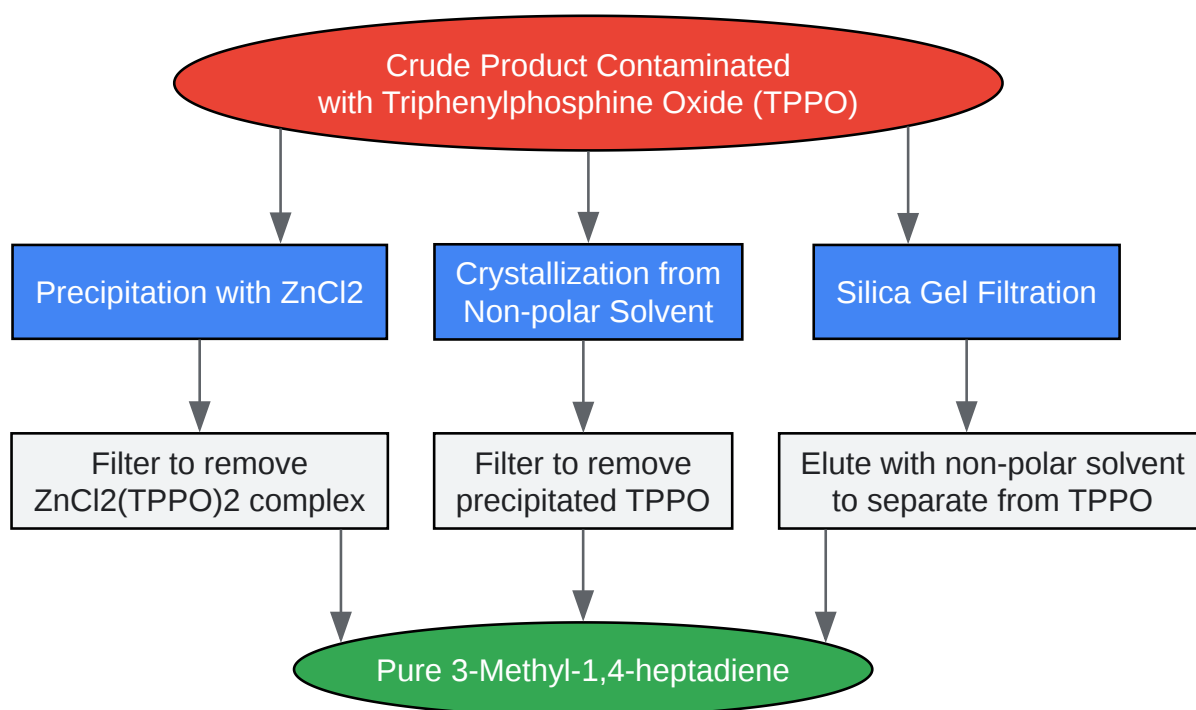 Crude Product Contaminated
with Triphenylphosphine Oxide (TPPO)
Precipitation with ZnCl2
Crystallization from
Non-polar Solvent
Silica Gel Filtration
Filter to remove
ZnCl2(TPPO)2 complex
Filter to remove
precipitated TPPO
Elute with non-polar solvent
to separate from TPPO
Pure 3-Methyl-1,4-heptadiene